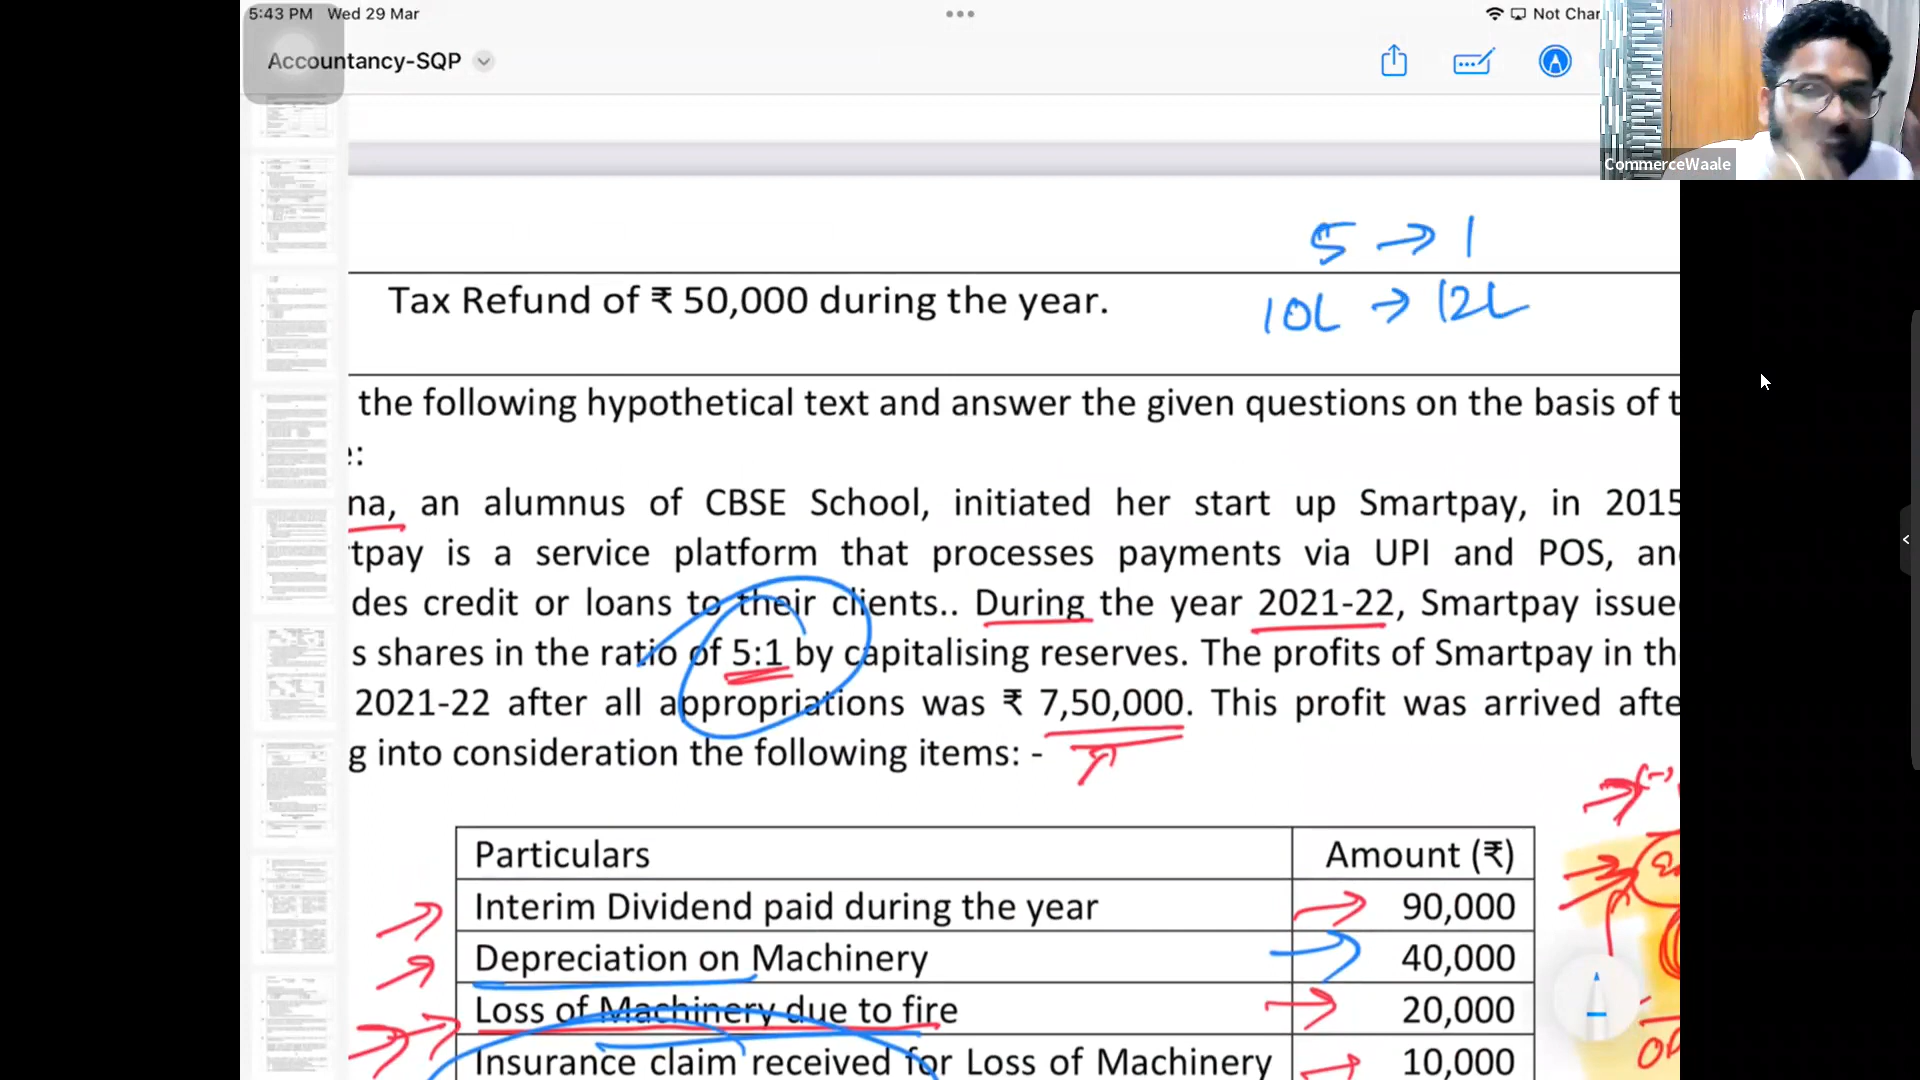 5:43 PM Wed 29 Mar
Not Char
Accountancy-SQP
CommerceWaale
5 → 1
Tax Refund of ₹ 50,000 during the year.
10L → 12L
the following hypothetical text and answer the given questions on the basis of t
e:
na, an alumnus of CBSE School, initiated her start up Smartpay, in 2015
tpay is a service platform that processes payments via UPI and POS, an
des credit or loans to their clients.. During the year 2021-22, Smartpay issue
s shares in the ratio of 5:1 by capitalising reserves. The profits of Smartpay in th
2021-22 after all appropriations was ₹ 7,50,000. This profit was arrived afte
g into consideration the following items: -
Particulars Amount (₹)
Interim Dividend paid during the year 90,000
Depreciation on Machinery 40,000
Loss of Machinery due to fire 20,000
Insurance claim received for Loss of Machinery 10,000